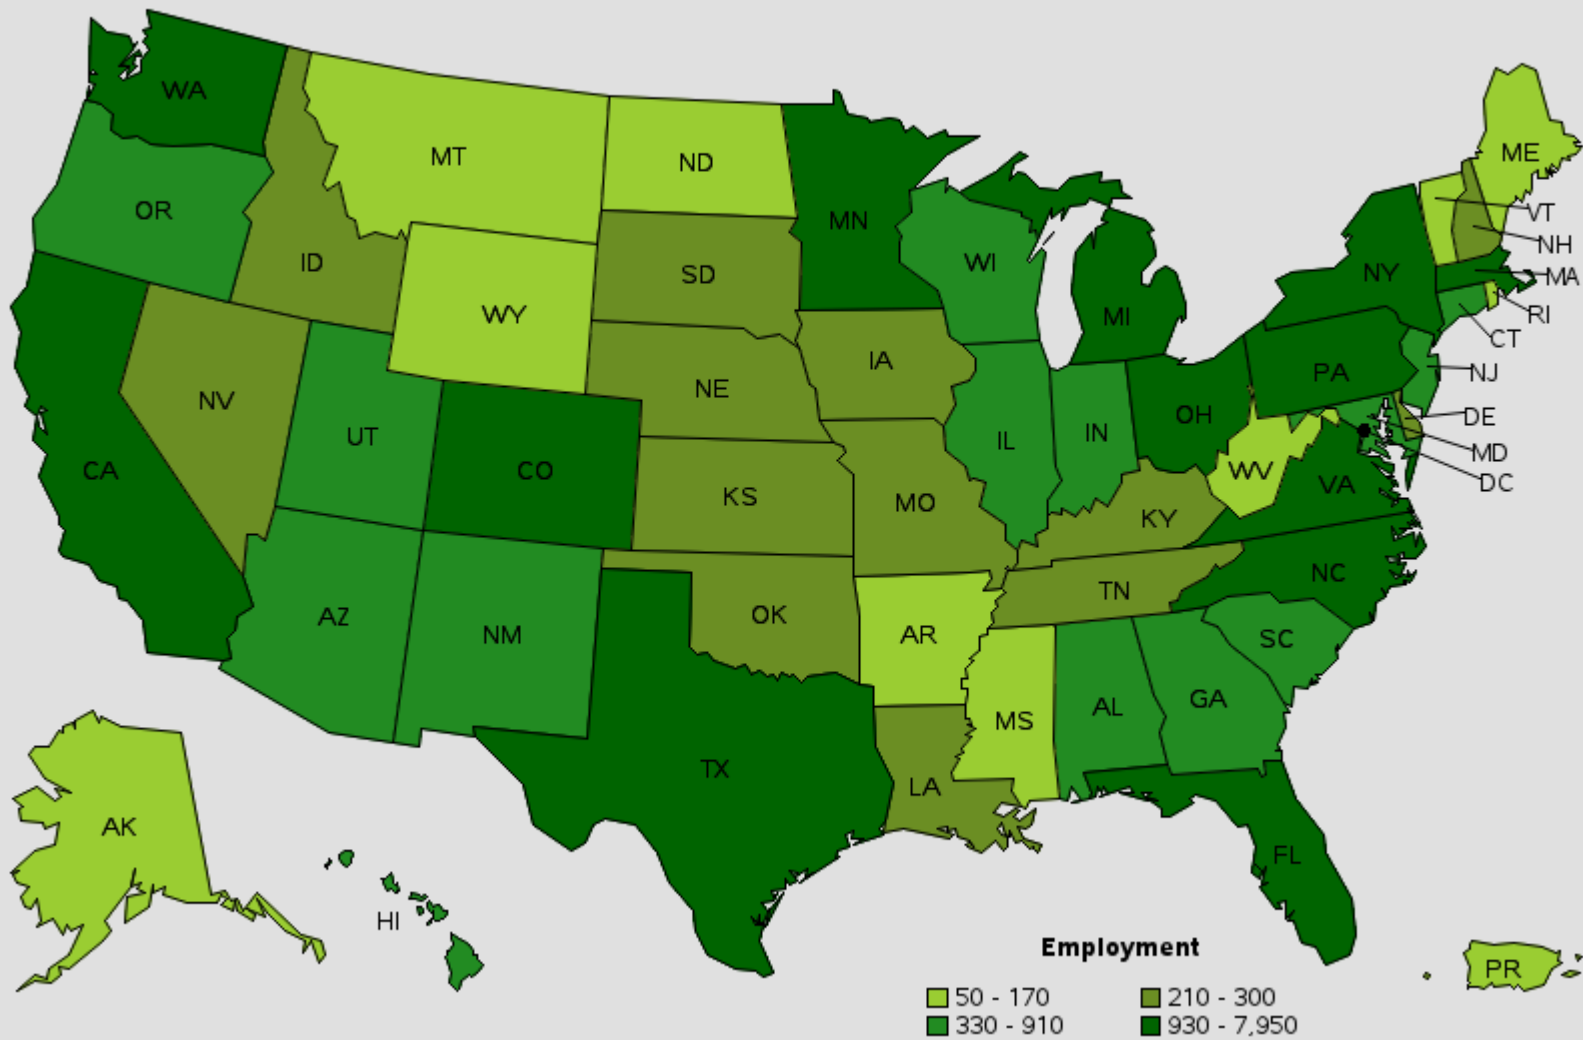 WA
MT
ND
ME
OR
MN
VT
ID
SD
WI
NH
NY
MA
WY
MI
RI
CT
IA
PA
NJ
NV
NE
OH
DE
UT
IL
IN
MD
CA
CO
KS
MO
WV
VA
DC
KY
NC
AZ
NM
OK
AR
TN
SC
MS
AL
GA
TX
LA
AK
FL
HI
PR
Employment
50 - 170
210 - 300
330 - 910
930 - 7,950